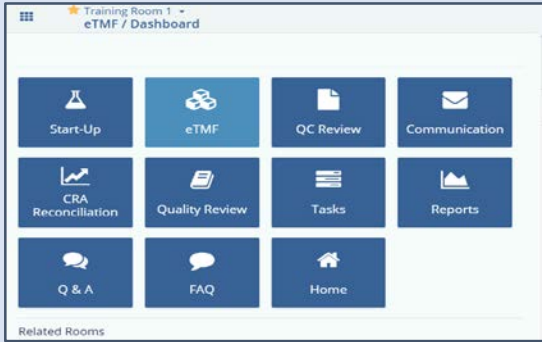 Training Room 1
eTMF / Dashboard
Start-Up
eTMF
QC Review
Communication
CRA
Reconciliation
Quality Review
Tasks
Reports
Q & A
FAQ
Home
Related Rooms